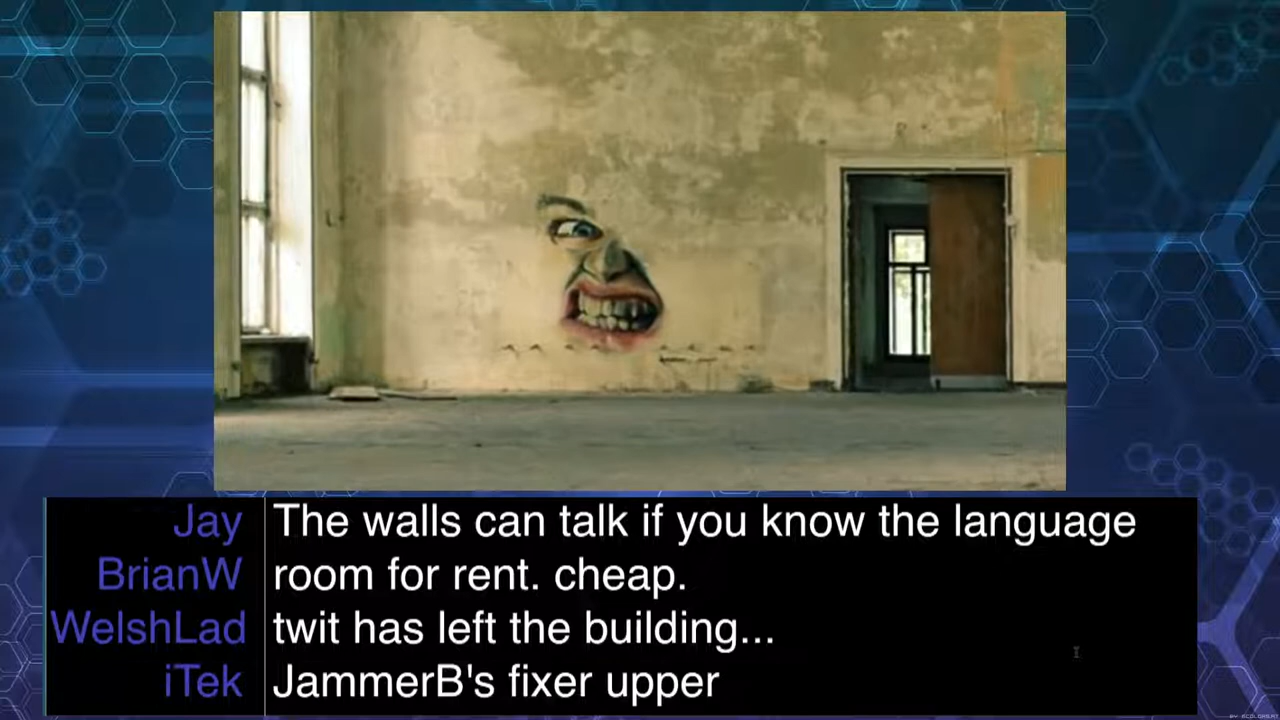 Jay The walls can talk if you know the language
BrianW room for rent. cheap.
WelshLad twit has left the building...
iTek JammerB's fixer upper